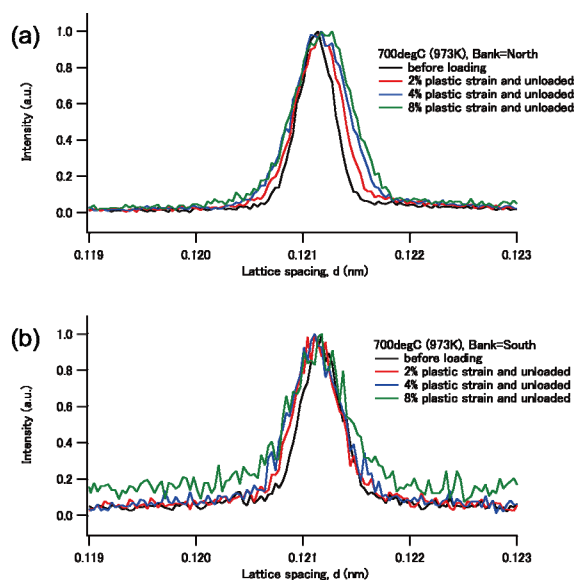 (a)
700degC (973K), Bank=North
before loading
2% plastic strain and unloaded
4% plastic strain and unloaded
8% plastic strain and unloaded
Intensity (a.u.)
1.0
0.8
0.6
0.4
0.2
0.0
0.119
0.120
0.121
0.122
0.123
Lattice spacing, d (nm)
(b)
700degC (973K), Bank=South
before loading
2% plastic strain and unloaded
4% plastic strain and unloaded
8% plastic strain and unloaded
Intensity (a.u.)
1.0
0.8
0.6
0.4
0.2
0.0
0.119
0.120
0.121
0.122
0.123
Lattice spacing, d (nm)